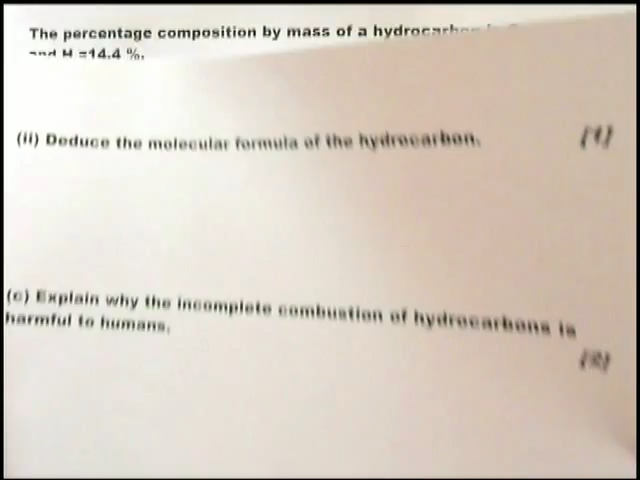 The percentage composition by mass of a hydrocarbon
and H =14.4 %.
(ii) Deduce the molecular formula of the hydrocarbon.
[1]
(c) Explain why the incomplete combustion of hydrocarbons is
harmful to humans.
[2]